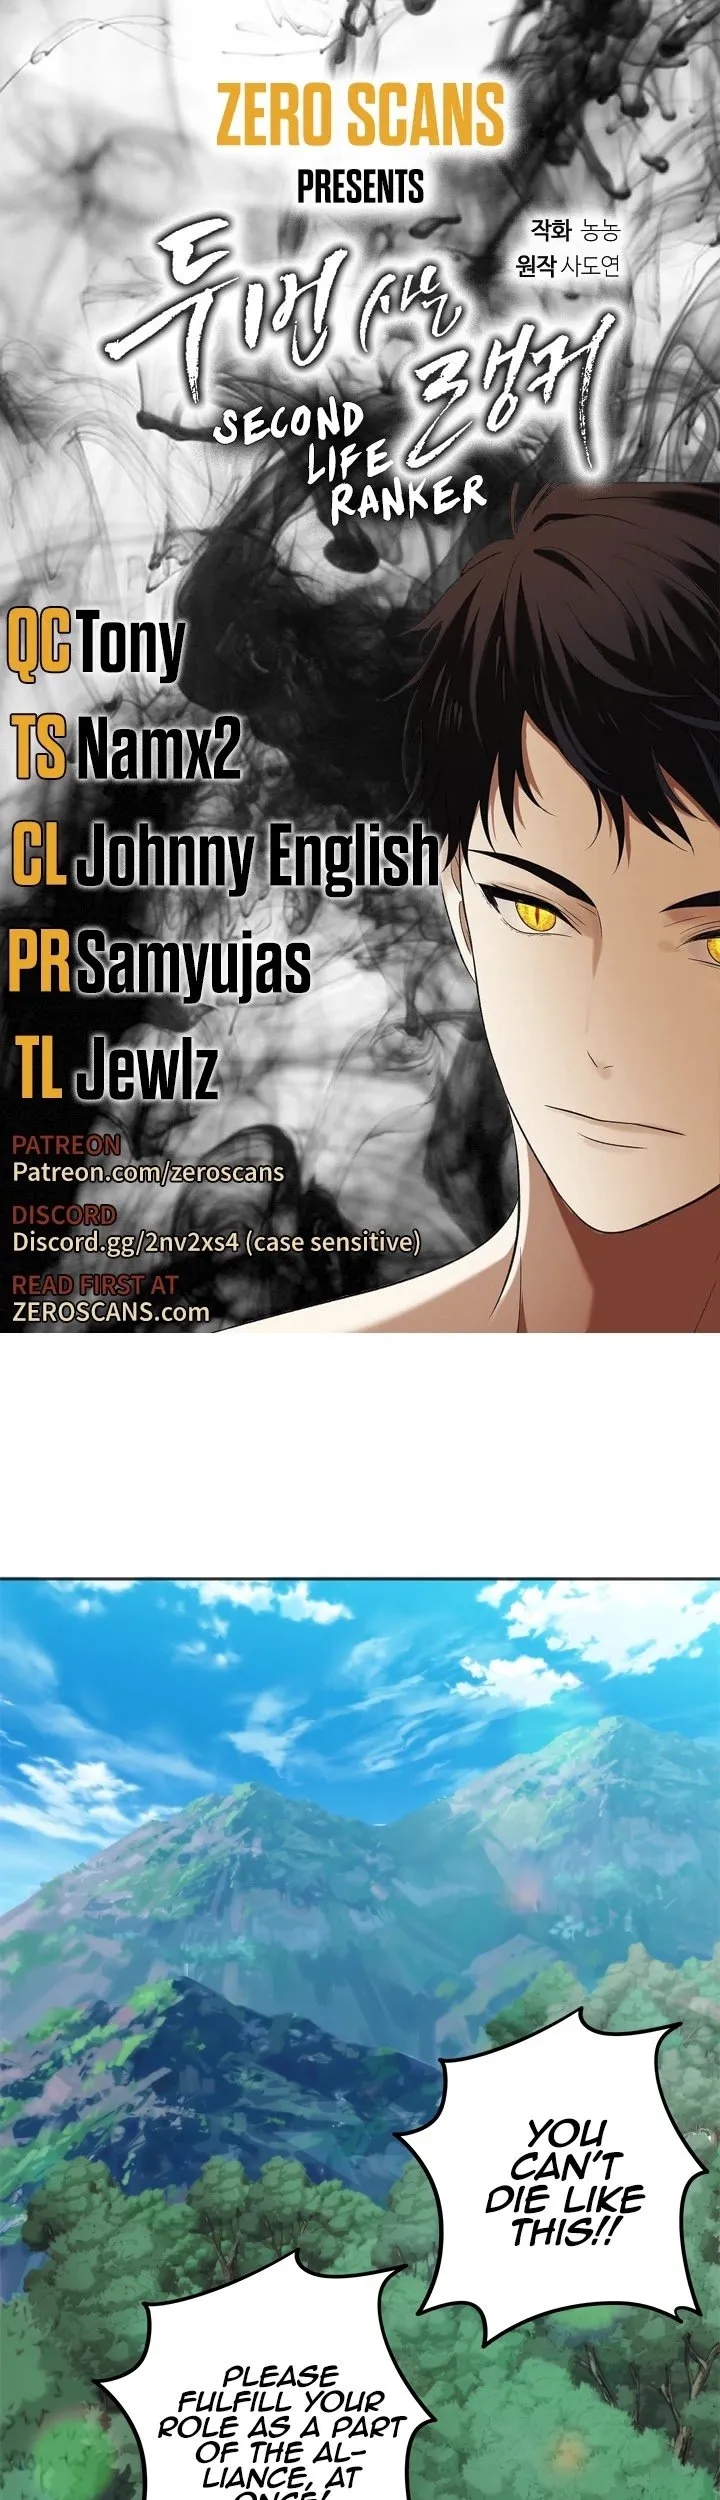 ZERO SCANS
PRESENTS
작화 농농
원작 사도연
두 번 사는
랭커
SECOND
LIFE
RANKER
QC Tony
TS Namx2
CL Johnny English
PR Samyujas
TL Jewlz
PATREON
Patreon.com/zeroscans
DISCORD
Discord.gg/2nv2xs4 (case sensitive)
READ FIRST AT
ZEROSCANS.com
YOU
CAN'T
DIE LIKE
THIS!!
PLEASE
FULFILL YOUR
ROLE AS A PART
OF THE AL-
LIANCE, AT
ONCE!